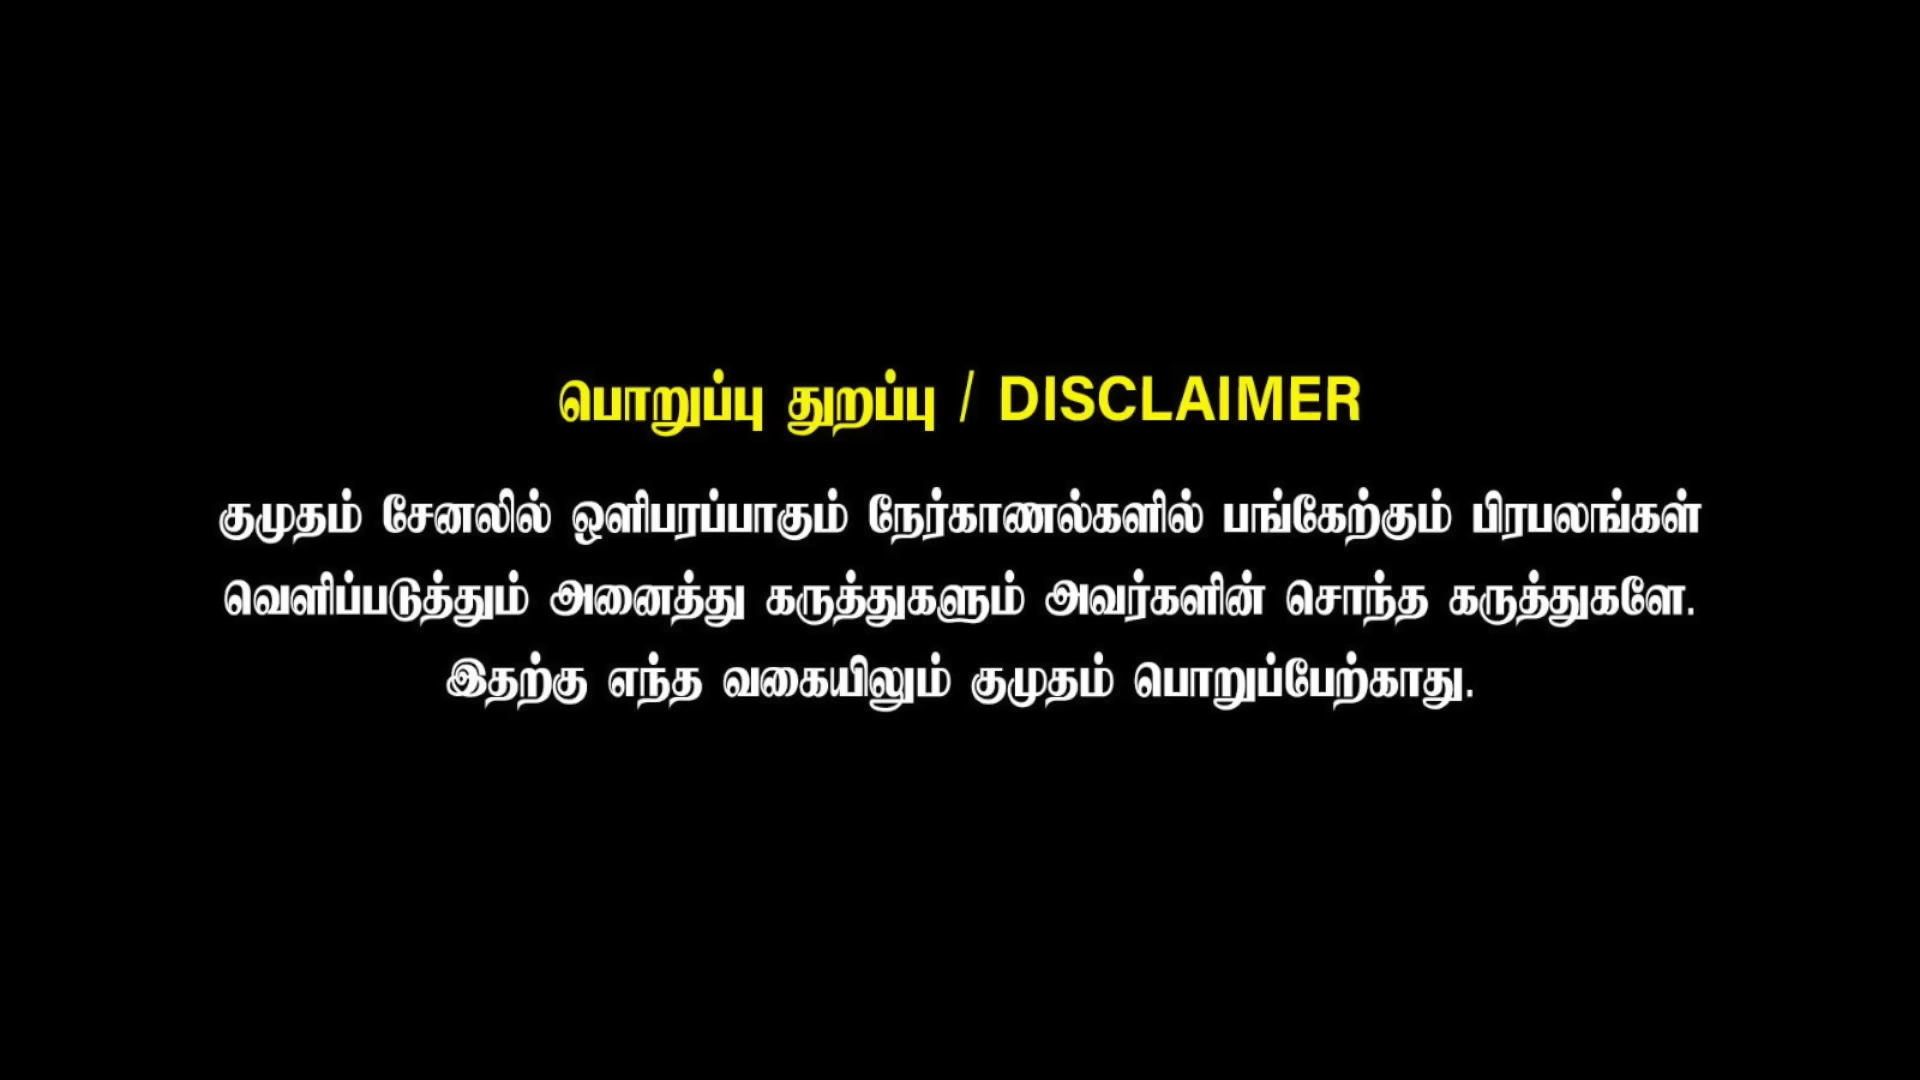 பொறுப்பு துறப்பு / DISCLAIMER
குமுதம் சேனலில் ஒளிபரப்பாகும் நேர்காணல்களில் பங்கேற்கும் பிரபலங்கள்
வெளிப்படுத்தும் அனைத்து கருத்துகளும் அவர்களின் சொந்த கருத்துகளே.
இதற்கு எந்த வகையிலும் குமுதம் பொறுப்பேற்காது.